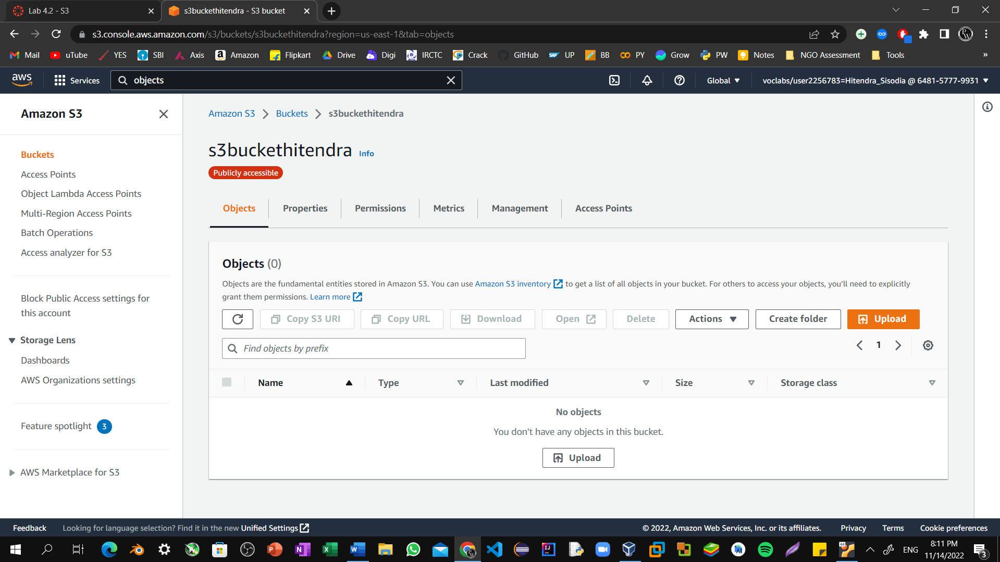 Lab 4.2 - S3
s3buckethitendra - S3 bucket
s3.console.aws.amazon.com/s3/buckets/s3buckethitendra?region=us-east-1&tab=objects
Mail uTube YES SBI Axis Amazon Flipkart Drive Digi IRCTC Crack GitHub UP BB PY Grow PW Notes NGO Assessment Tools »
aws Services objects Global voclabs/user2256783=Hitendra_Sisodia @ 6481-5777-9931
Amazon S3
Buckets
Access Points
Object Lambda Access Points
Multi-Region Access Points
Batch Operations
Access analyzer for S3
Block Public Access settings for
this account
Storage Lens
Dashboards
AWS Organizations settings
Feature spotlight 3
AWS Marketplace for S3
Amazon S3 Buckets s3buckethitendra
s3buckethitendra Info
Publicly accessible
Objects Properties Permissions Metrics Management Access Points
Objects (0)
Objects are the fundamental entities stored in Amazon S3. You can use Amazon S3 inventory to get a list of all objects in your bucket. For others to access your objects, you'll need to explicitly
grant them permissions. Learn more
Copy S3 URI Copy URL Download Open Delete Actions Create folder Upload
Find objects by prefix
1
Name Type Last modified Size Storage class
No objects
You don't have any objects in this bucket.
Upload
Feedback Looking for language selection? Find it in the new Unified Settings © 2022, Amazon Web Services, Inc. or its affiliates. Privacy Terms Cookie preferences
ENG
8:11 PM
11/14/2022
3